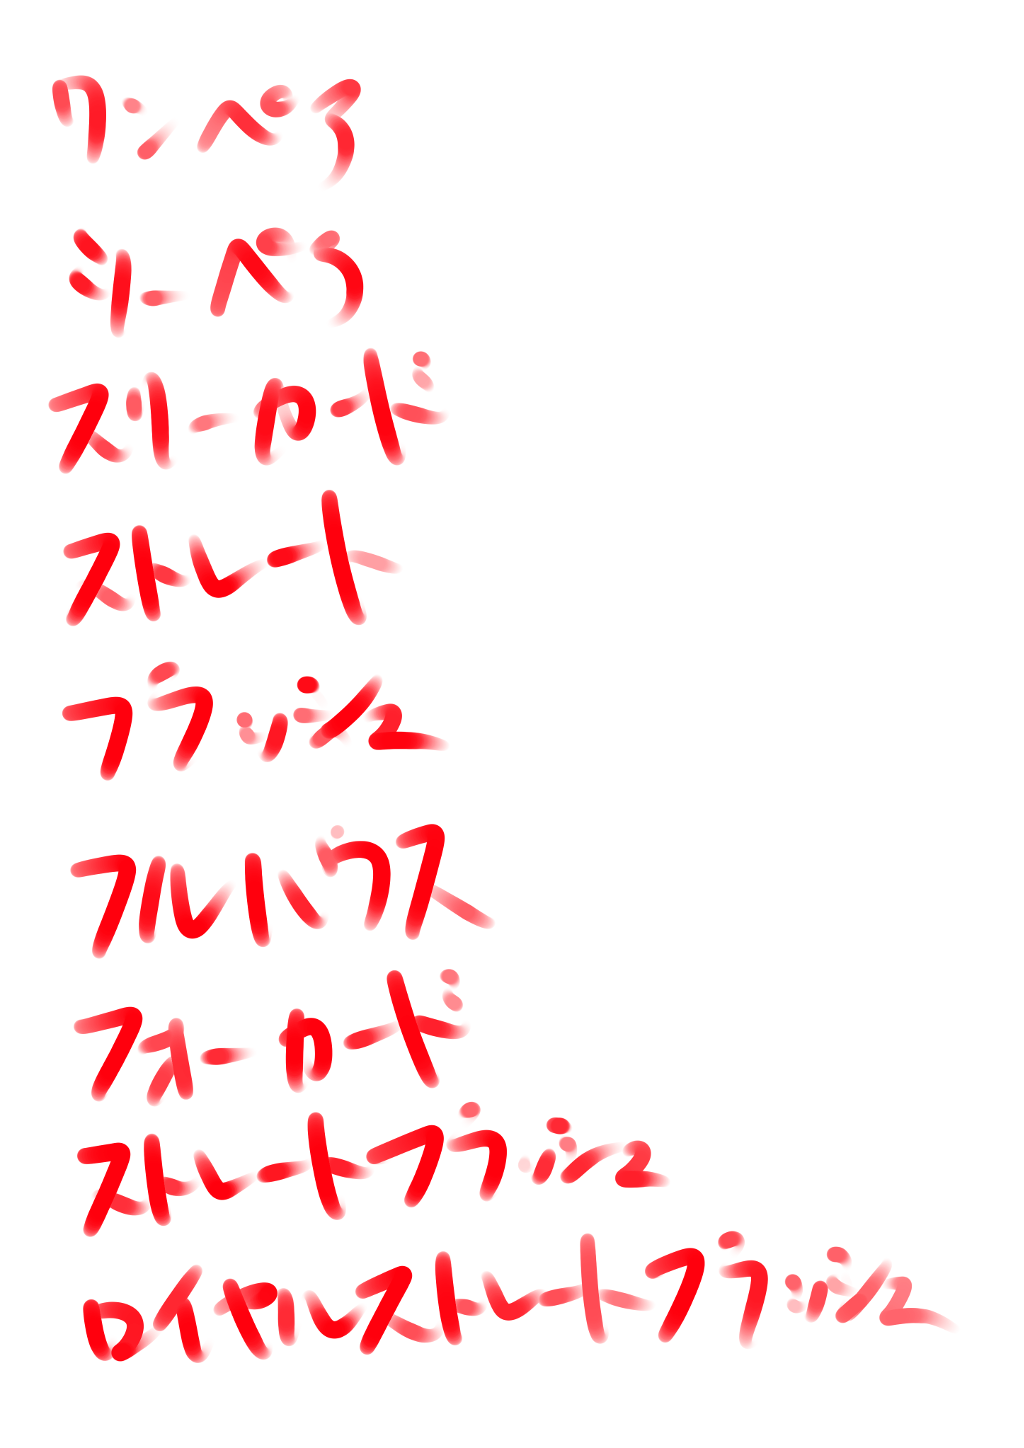 ワンペア
ツーペア
スリーカード
ストレート
フラッシュ
フルハウス
フォーカード
ストレートフラッシュ
ロイヤルストレートフラッシュ